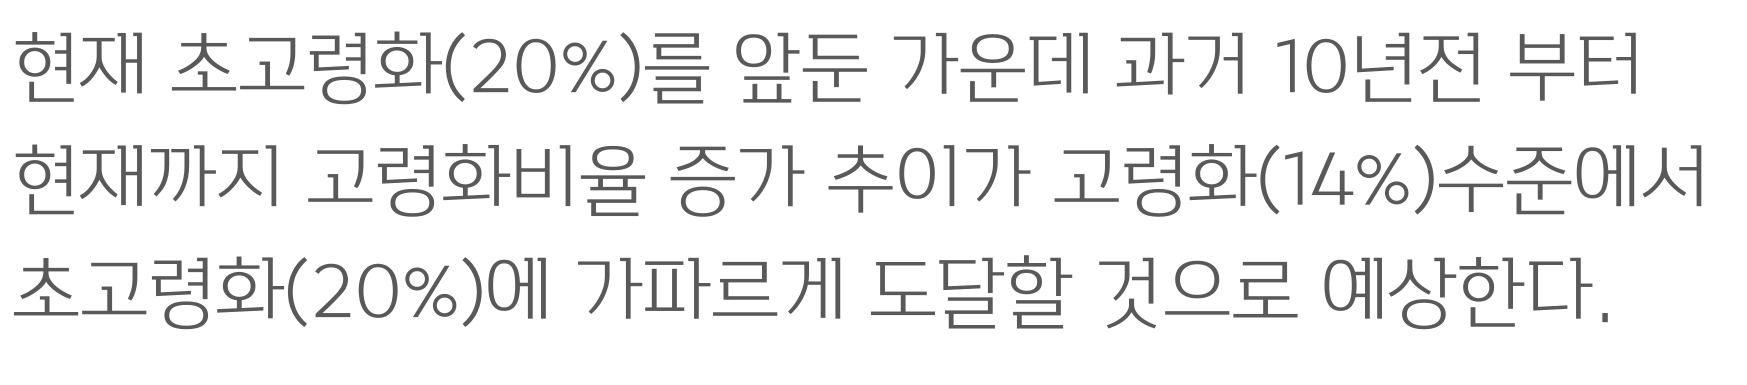 현재 초고령화(20%)를 앞둔 가운데 과거 10년전 부터
현재까지 고령화비율 증가 추이가 고령화(14%)수준에서
초고령화(20%)에 가파르게 도달할 것으로 예상한다.